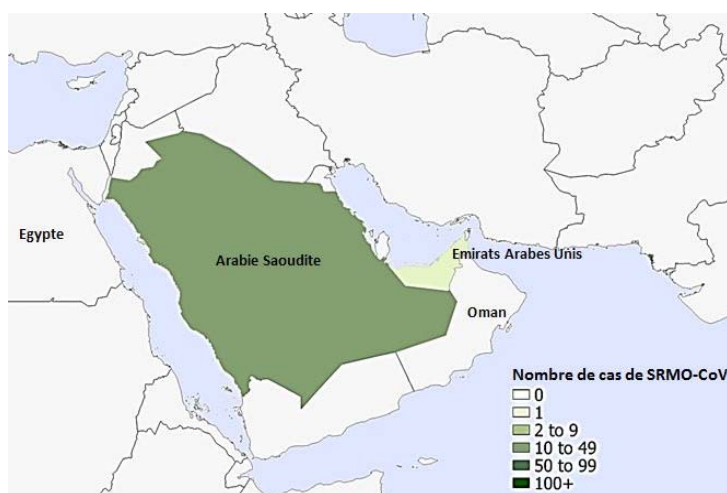 Egypte
Arabie Saoudite
Emirats Arabes Unis
Oman
Nombre de cas de SRMO-CoV
0
1
2 to 9
10 to 49
50 to 99
100+